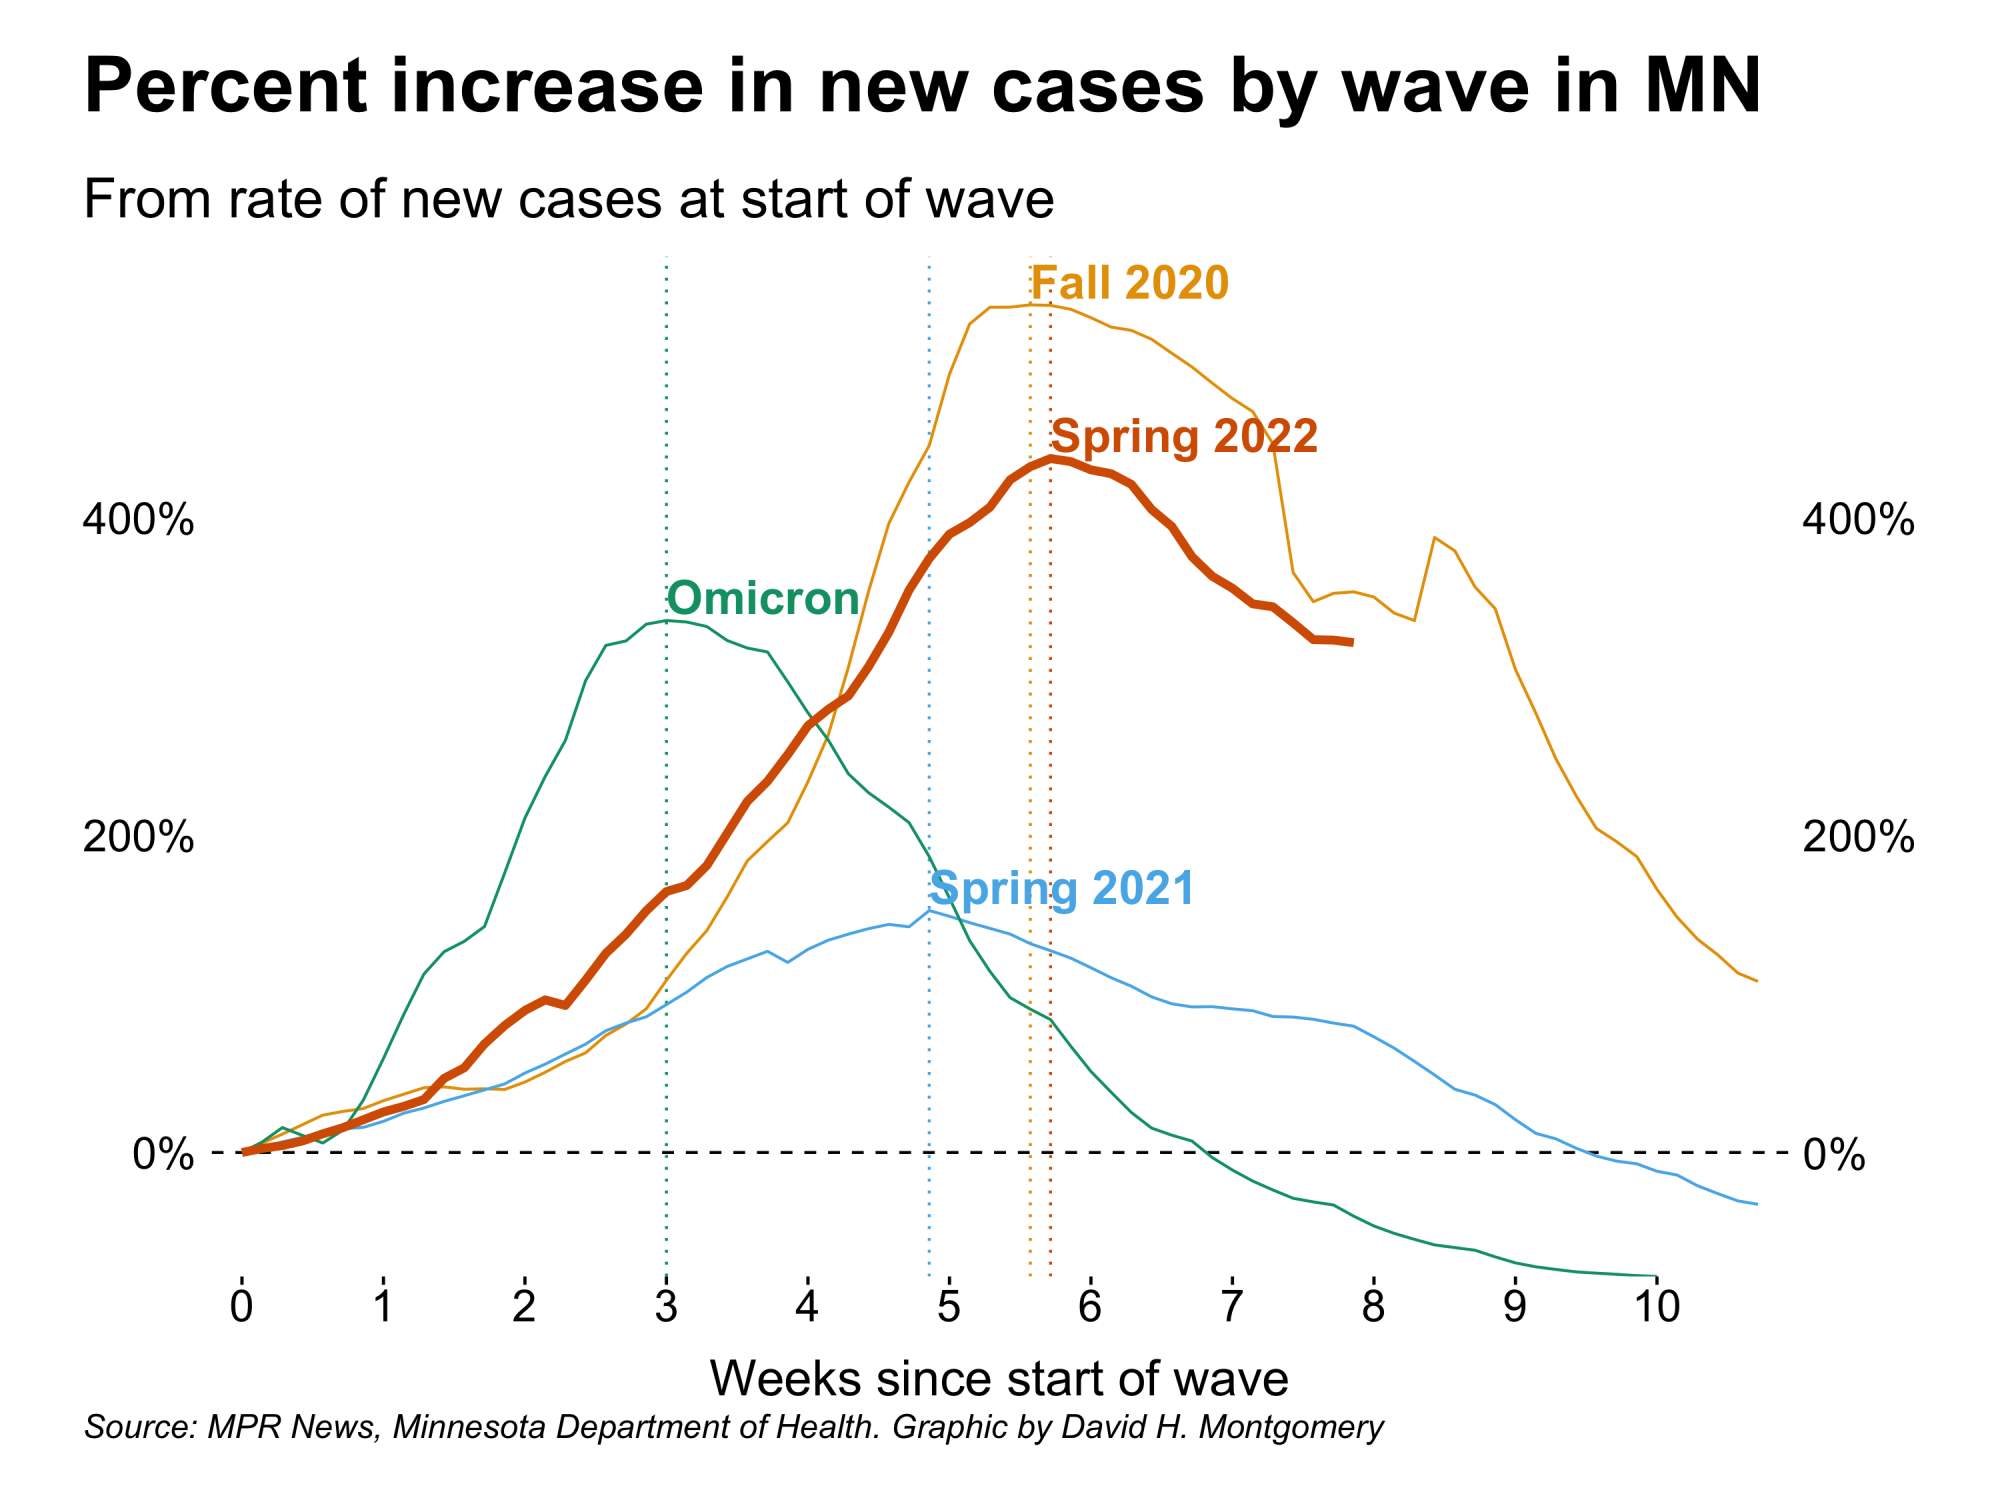 Percent increase in new cases by wave in MN
From rate of new cases at start of wave
Fall 2020
Spring 2022
400% 400%
Omicron
200% 200%
Spring 2021
0% 0%
0 1 2 3 4 5 6 7 8 9 10
Weeks since start of wave
Source: MPR News, Minnesota Department of Health. Graphic by David H. Montgomery